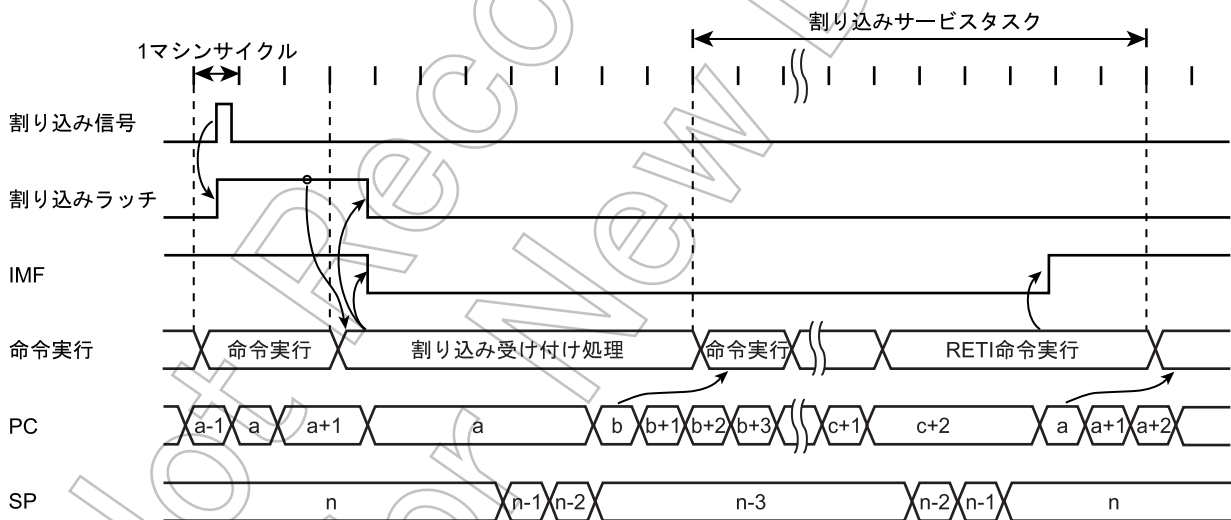 割り込みサービスタスク
1マシンサイクル
割り込み信号
割り込みラッチ
IMF
命令実行 命令実行 割り込み受け付け処理 命令実行 RETI命令実行
PC a-1 a a+1 a b b+1 b+2 b+3 c+1 c+2 a a+1 a+2
SP n n-1 n-2 n-3 n-2 n-1 n
Not Reco
or New D